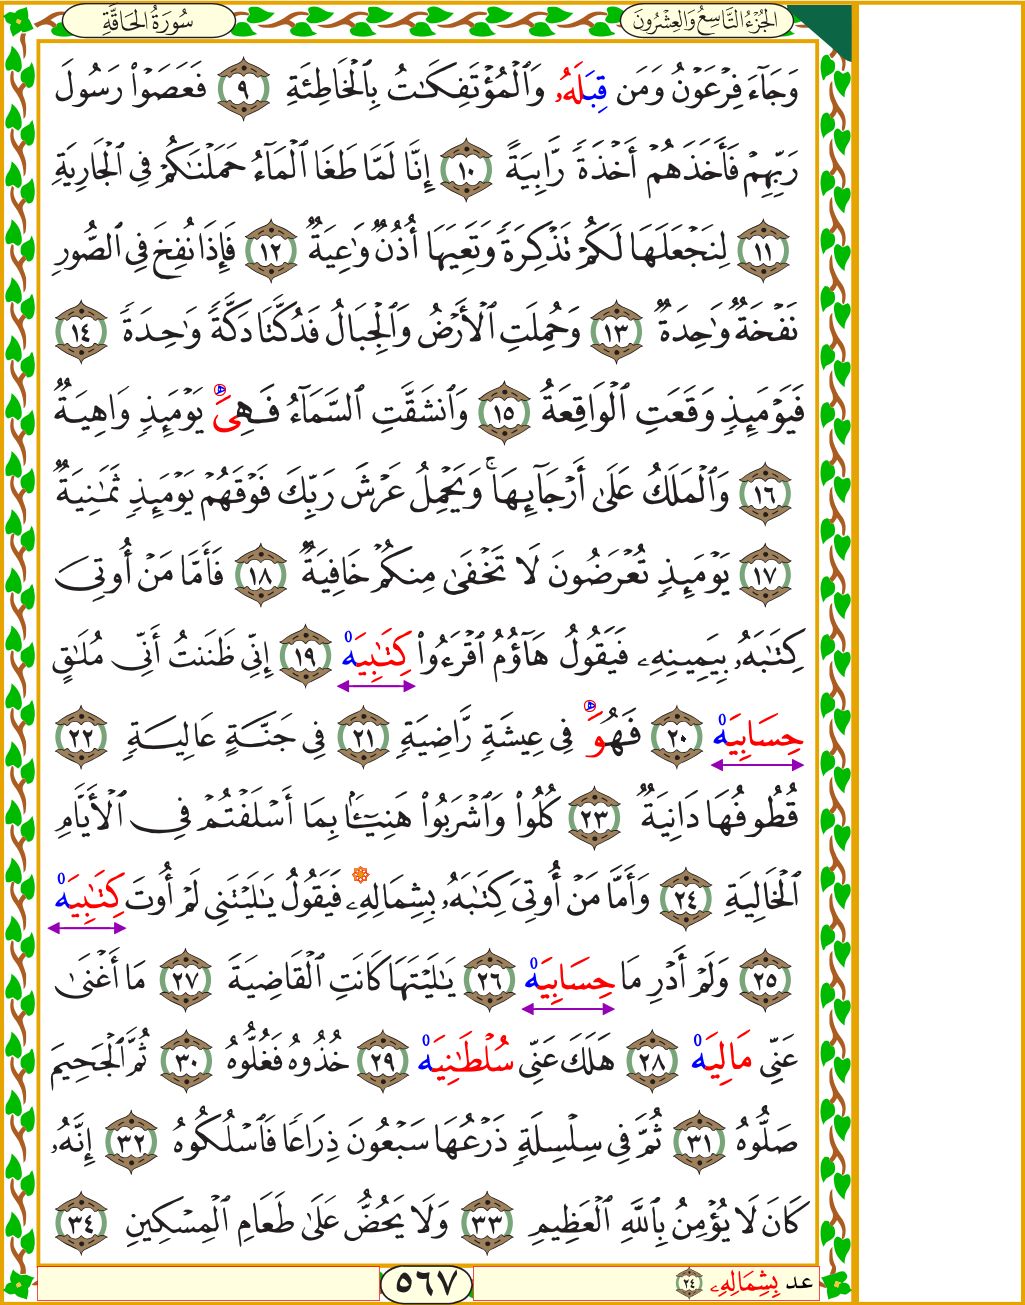 الجُزْءُ التَّاسِعُ وَالعِشْرُونَ سُورَةُ الحَاقَّةِ
وَجَآءَ فِرْعَوْنُ وَمَن قِبَلَهُۥ وَٱلْمُؤْتَفِكَٰتُ بِٱلْخَاطِئَةِ ٩ فَعَصَوْا۟ رَسُولَ
رَبِّهِمْ فَأَخَذَهُمْ أَخْذَةً رَّابِيَةً ١٠ إِنَّا لَمَّا طَغَا ٱلْمَآءُ حَمَلْنَٰكُمْ فِى ٱلْجَارِيَةِ
١١ لِنَجْعَلَهَا لَكُمْ تَذْكِرَةً وَتَعِيَهَا أُذُنٌ وَٰعِيَةٌ ١٢ فَإِذَا نُفِخَ فِى ٱلصُّورِ
نَفْخَةٌ وَٰحِدَةٌ ١٣ وَحُمِلَتِ ٱلْأَرْضُ وَٱلْجِبَالُ فَدُكَّتَا دَكَّةً وَٰحِدَةً ١٤
فَيَوْمَئِذٍ وَقَعَتِ ٱلْوَاقِعَةُ ١٥ وَٱنشَقَّتِ ٱلسَّمَآءُ فَهِىَ يَوْمَئِذٍ وَاهِيَةٌ
١٦ وَٱلْمَلَكُ عَلَىٰ أَرْجَآئِهَا ۚ وَيَحْمِلُ عَرْشَ رَبِّكَ فَوْقَهُمْ يَوْمَئِذٍ ثَمَٰنِيَةٌ
١٧ يَوْمَئِذٍ تُعْرَضُونَ لَا تَخْفَىٰ مِنكُمْ خَافِيَةٌ ١٨ فَأَمَّا مَنْ أُوتِىَ
كِتَٰبَهُۥ بِيَمِينِهِۦ فَيَقُولُ هَآؤُمُ ٱقْرَءُوا۟ كِتَٰبِيَهْ ١٩ إِنِّى ظَنَنتُ أَنِّى مُلَٰقٍ
حِسَابِيَهْ ٢٠ فَهُوَ فِى عِيشَةٍ رَّاضِيَةٍ ٢١ فِى جَنَّةٍ عَالِيَةٍ ٢٢
قُطُوفُهَا دَانِيَةٌ ٢٣ كُلُوا۟ وَٱشْرَبُوا۟ هَنِيٓـًٔا بِمَا أَسْلَفْتُمْ فِى ٱلْأَيَّامِ
ٱلْخَالِيَةِ ٢٤ وَأَمَّا مَنْ أُوتِىَ كِتَٰبَهُۥ بِشِمَالِهِۦ فَيَقُولُ يَٰلَيْتَنِى لَمْ أُوتَ كِتَٰبِيَهْ
٢٥ وَلَمْ أَدْرِ مَا حِسَابِيَهْ ٢٦ يَٰلَيْتَهَا كَانَتِ ٱلْقَاضِيَةَ ٢٧ مَا أَغْنَىٰ
عَنِّى مَالِيَهْ ٢٨ هَلَكَ عَنِّى سُلْطَٰنِيَهْ ٢٩ خُذُوهُ فَغُلُّوهُ ٣٠ ثُمَّ ٱلْجَحِيمَ
صَلُّوهُ ٣١ ثُمَّ فِى سِلْسِلَةٍ ذَرْعُهَا سَبْعُونَ ذِرَاعًا فَٱسْلُكُوهُ ٣٢ إِنَّهُۥ
كَانَ لَا يُؤْمِنُ بِٱللَّهِ ٱلْعَظِيمِ ٣٣ وَلَا يَحُضُّ عَلَىٰ طَعَامِ ٱلْمِسْكِينِ ٣٤
عد بِشِمَالِهِۦ ٢٤ ٥٦٧